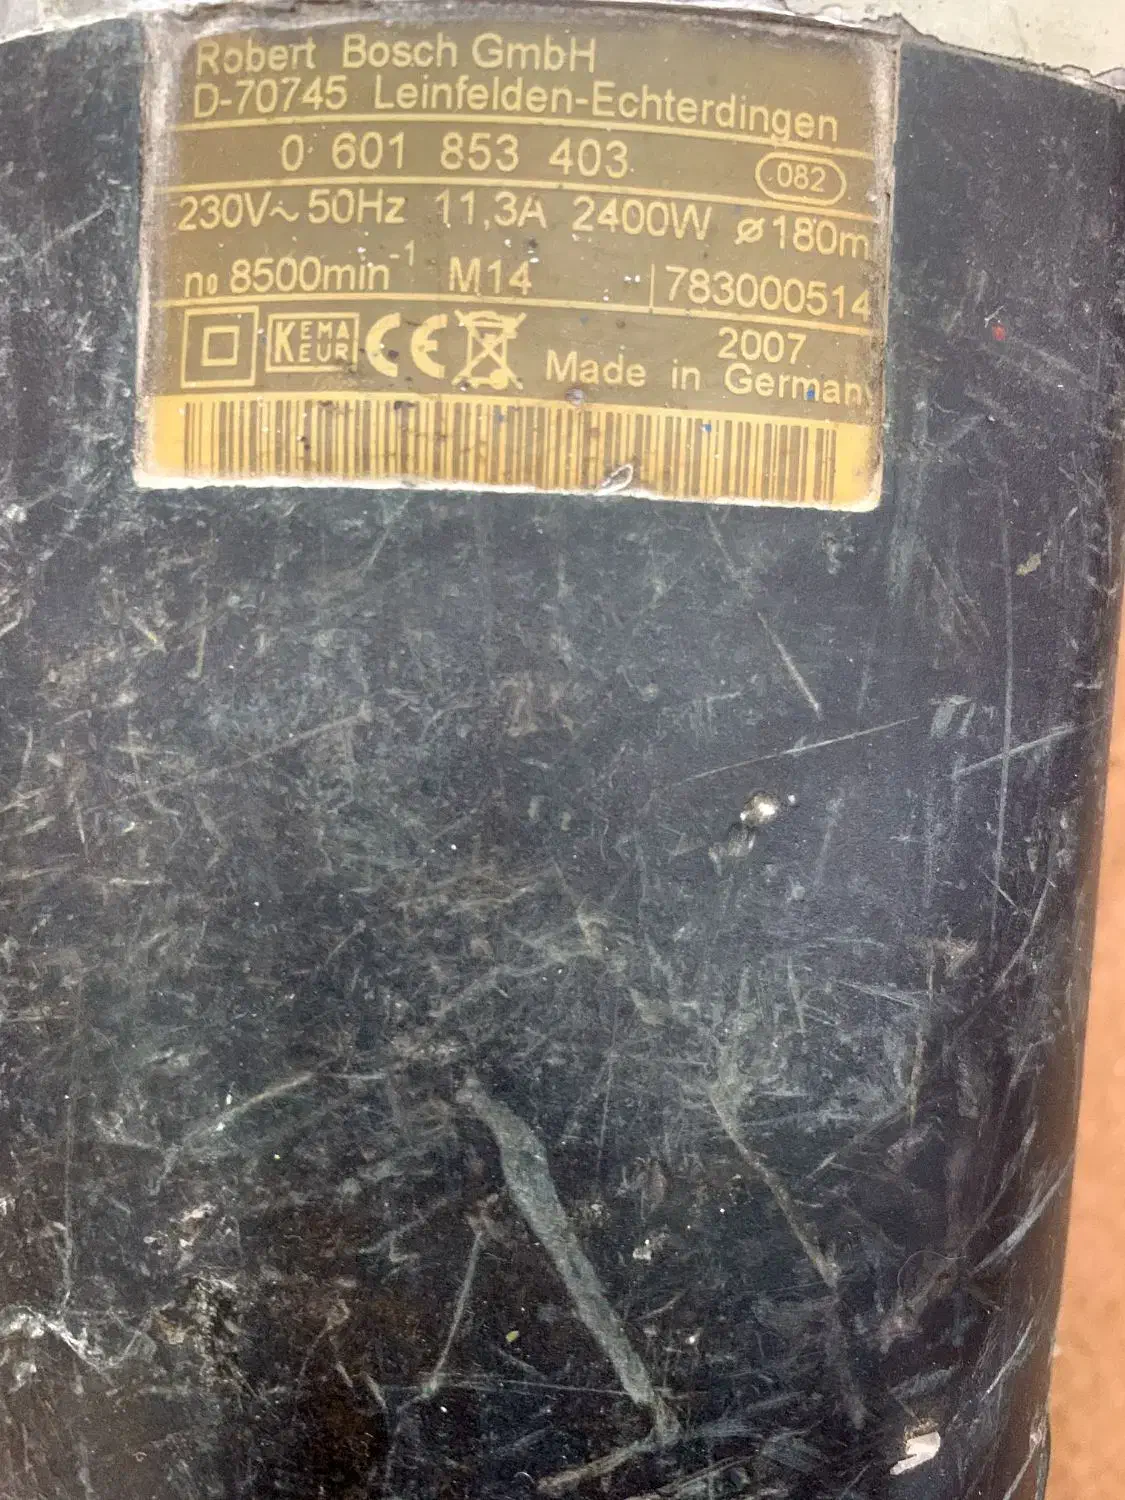 Robert Bosch GmbH
D-70745 Leinfelden-Echterdingen
0 601 853 403 082
230V~ 50Hz 11,3A 2400W ø180m
n₀ 8500min⁻¹ M14 783000514
KEMA KEUR CE 2007
Made in German